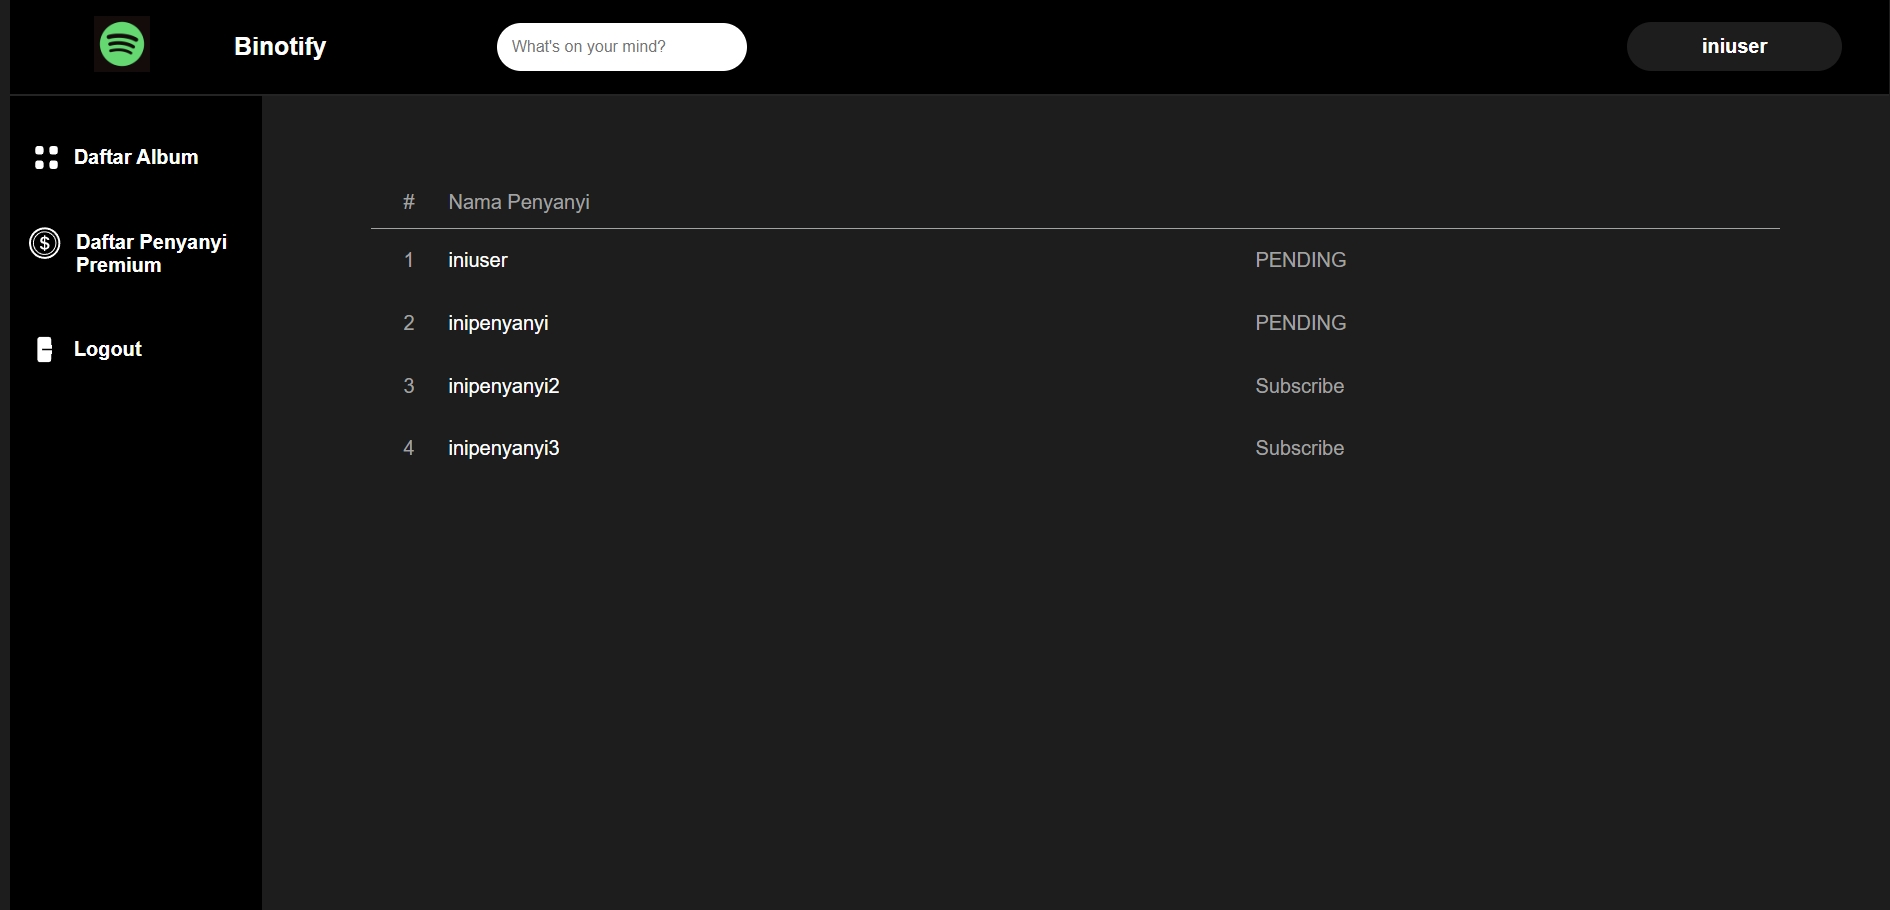 Binotify
What's on your mind?
iniuser
Daftar Album
$ Daftar Penyanyi
Premium
Logout
# Nama Penyanyi
1 iniuser PENDING
2 inipenyanyi PENDING
3 inipenyanyi2 Subscribe
4 inipenyanyi3 Subscribe